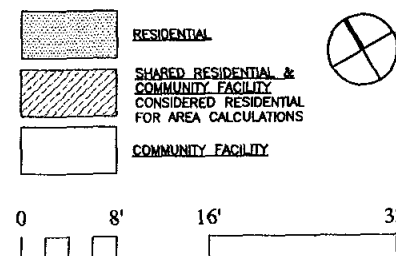 RESIDENTIAL
SHARED RESIDENTIAL &
COMMUNITY FACILITY
CONSIDERED RESIDENTIAL
FOR AREA CALCULATIONS
COMMUNITY FACILITY
0 8' 16'